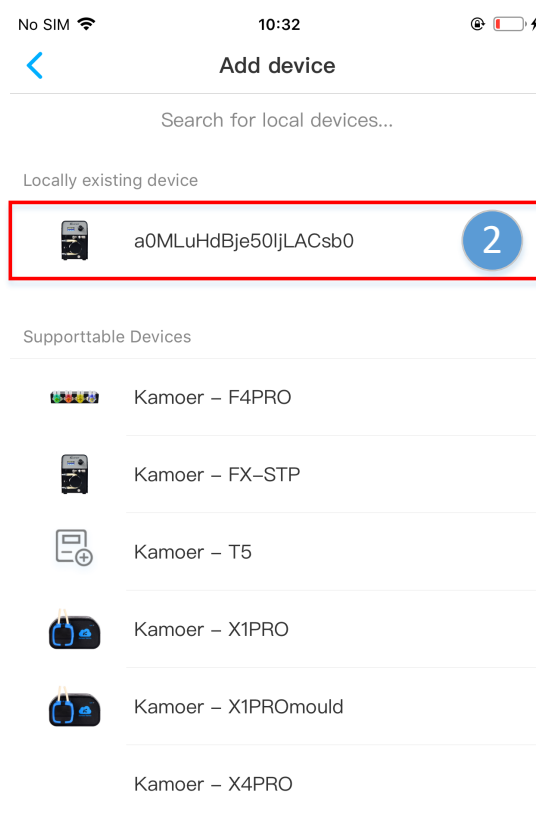 No SIM 10:32
Add device
Search for local devices...
Locally existing device
a0MLuHdBje50ljLACsb0
2
Supporttable Devices
Kamoer – F4PRO
Kamoer – FX–STP
Kamoer – T5
Kamoer – X1PRO
Kamoer – X1PROmould
Kamoer – X4PRO